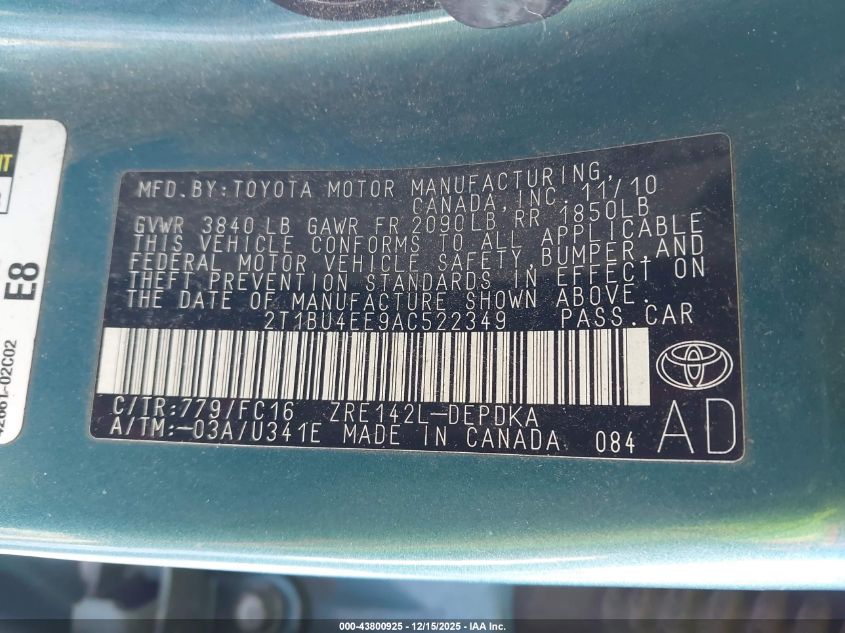 MFD.BY:TOYOTA MOTOR MANUFACTURING,
CANADA,INC. 11/10
GVWR 3840 LB GAWR FR 2090LB RR 1850LB
THIS VEHICLE CONFORMS TO ALL APPLICABLE
FEDERAL MOTOR VEHICLE SAFETY, BUMPER, AND
THEFT PREVENTION STANDARDS IN EFFECT ON
THE DATE OF MANUFACTURE SHOWN ABOVE.
2T1BU4EE9AC522349 PASS.CAR
C/TR:779/FC16 ZRE142L-DEPDKA
A/TM:-03A/U341E MADE IN CANADA 084
AD
E8
000-43800925 - 12/15/2025 - IAA Inc.